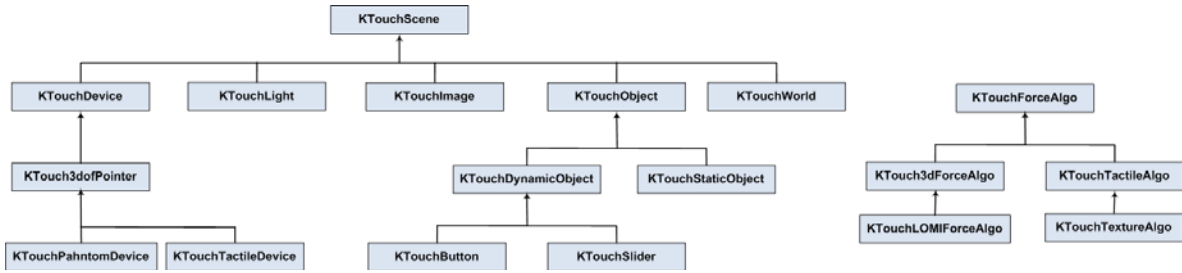 KTouchScene
KTouchDevice
KTouchLight
KTouchImage
KTouchObject
KTouchWorld
KTouchForceAlgo
KTouch3dofPointer
KTouchDynamicObject
KTouchStaticObject
KTouch3dForceAlgo
KTouchTactileAlgo
KTouchLOMIForceAlgo
KTouchTextureAlgo
KTouchPahntomDevice
KTouchTactileDevice
KTouchButton
KTouchSlider